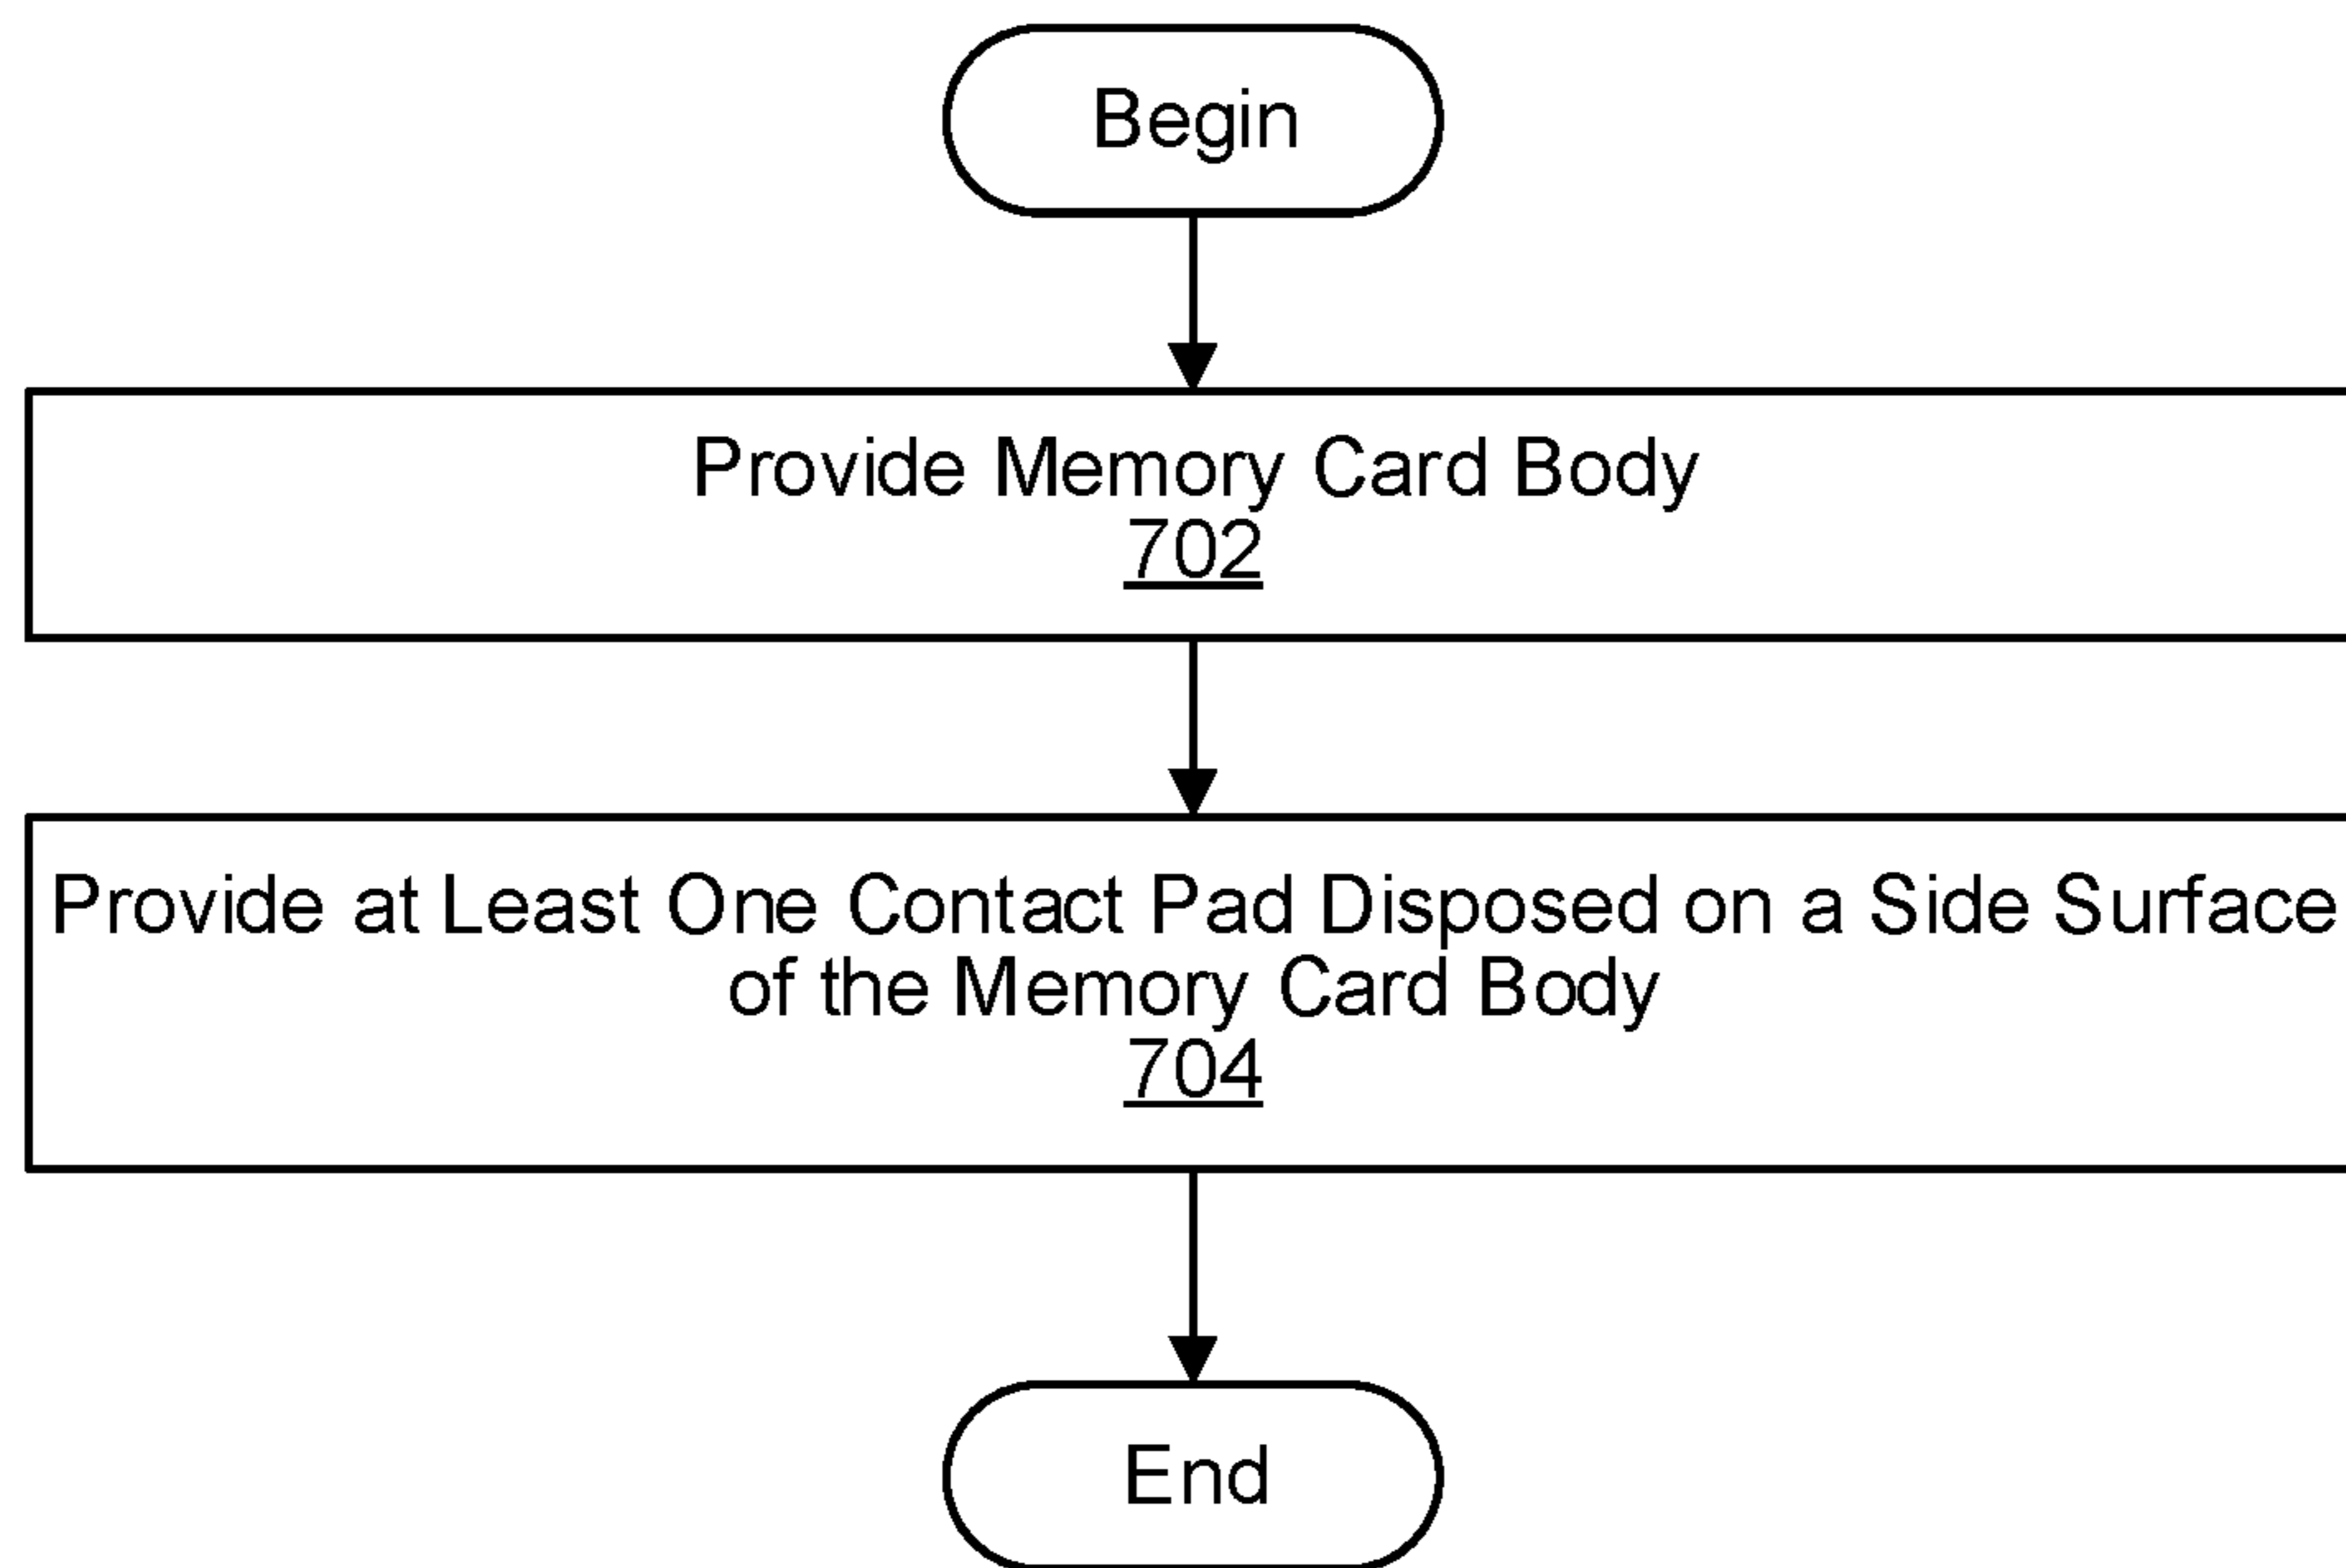 Begin
Provide Memory Card Body
702
Provide at Least One Contact Pad Disposed on a Side Surface
of the Memory Card Body
704
End